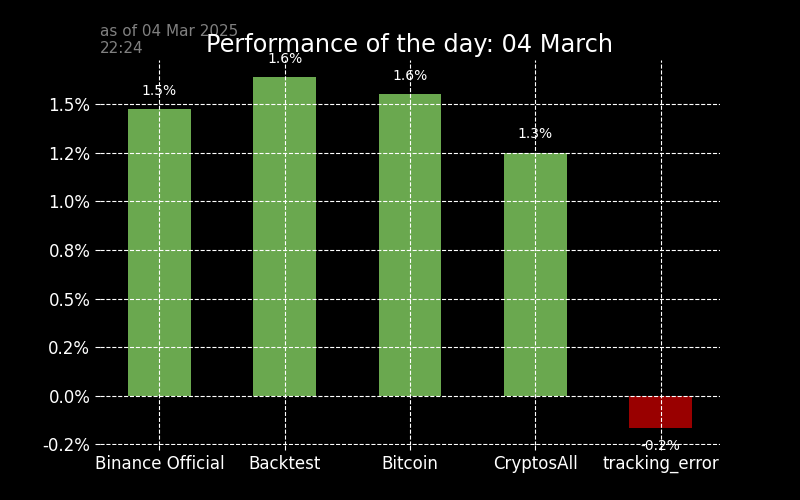 as of 04 Mar 2025
22:24
Performance of the day: 04 March
1.5%
1.6%
1.6%
1.3%
-0.2%
1.5%
1.2%
1.0%
0.8%
0.5%
0.2%
0.0%
-0.2%
Binance Official
Backtest
Bitcoin
CryptosAll
tracking_error